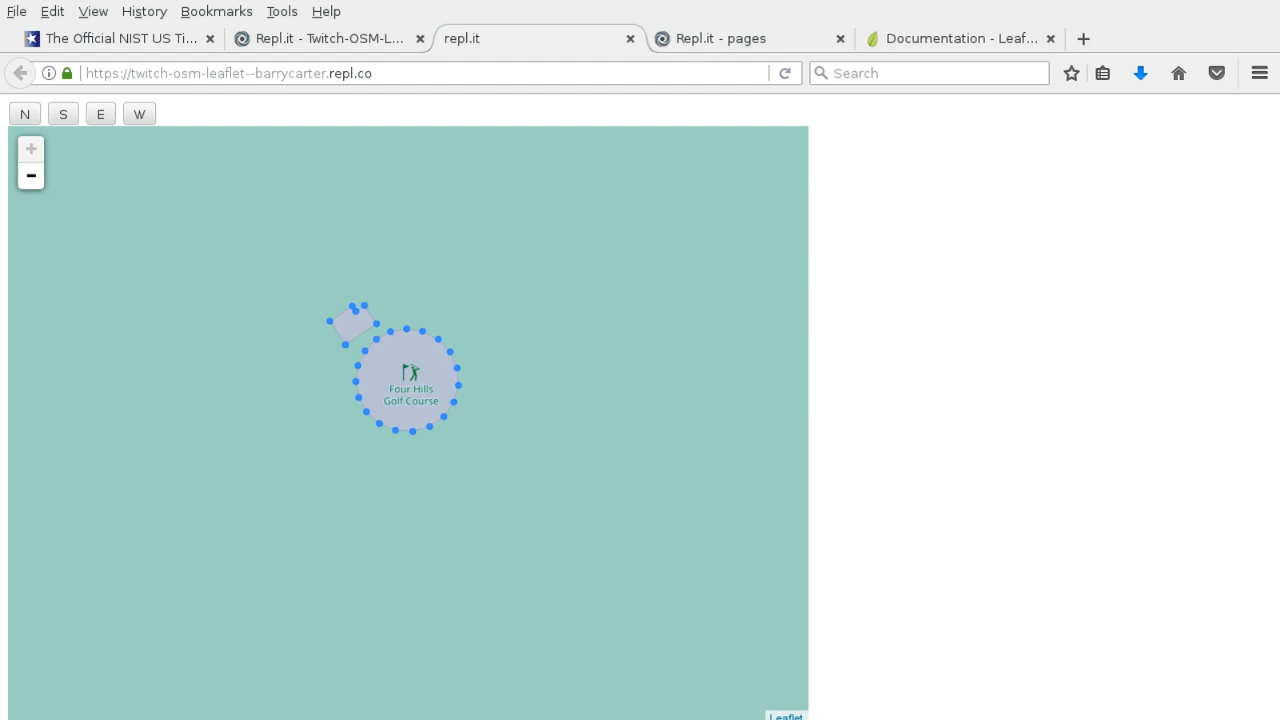 File Edit View History Bookmarks Tools Help
The Official NIST US Ti... Repl.it - Twitch-OSM-L... repl.it Repl.it - pages Documentation - Leaf...
https://twitch-osm-leaflet--barrycarter.repl.co Search
N S E W
+
-
Four Hills
Golf Course
Leaflet